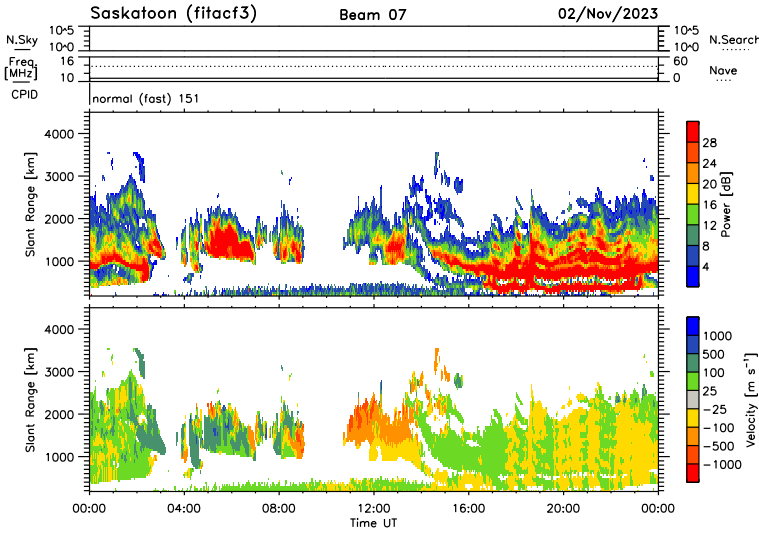 Saskatoon (fitacf3) Beam 07 02/Nov/2023
10^5 10^5
N.Sky N.Search
10^0 10^0
16 60
Freq.
[MHz] Nave
10 0
CPID
normal (fast) 151
4000
3000
2000
1000
Slant Range [km]
28
24
20
16
12
8
4
Power [dB]
4000
3000
2000
1000
Slant Range [km]
1000
500
100
25
-25
-100
-500
-1000
Velocity [m s⁻¹]
00:00 04:00 08:00 12:00 16:00 20:00 00:00
Time UT